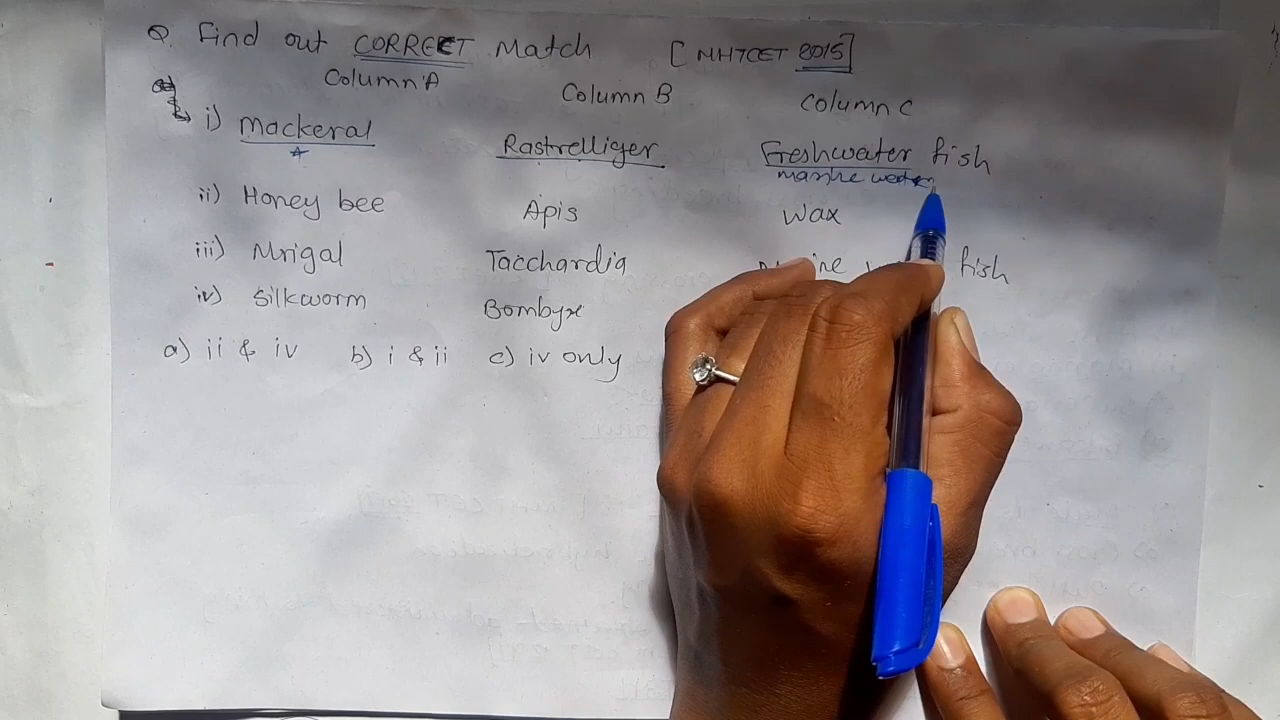 Q. Find out CORRECT Match [MHTCET 2015]
Column A Column B Column C
i) Mackeral Rastrelliger Freshwater fish
marine water
ii) Honey bee Apis Wax
iii) Mrigal Tacchardia fish
iv) Silkworm Bombyx
a) ii & iv b) i & ii c) iv only